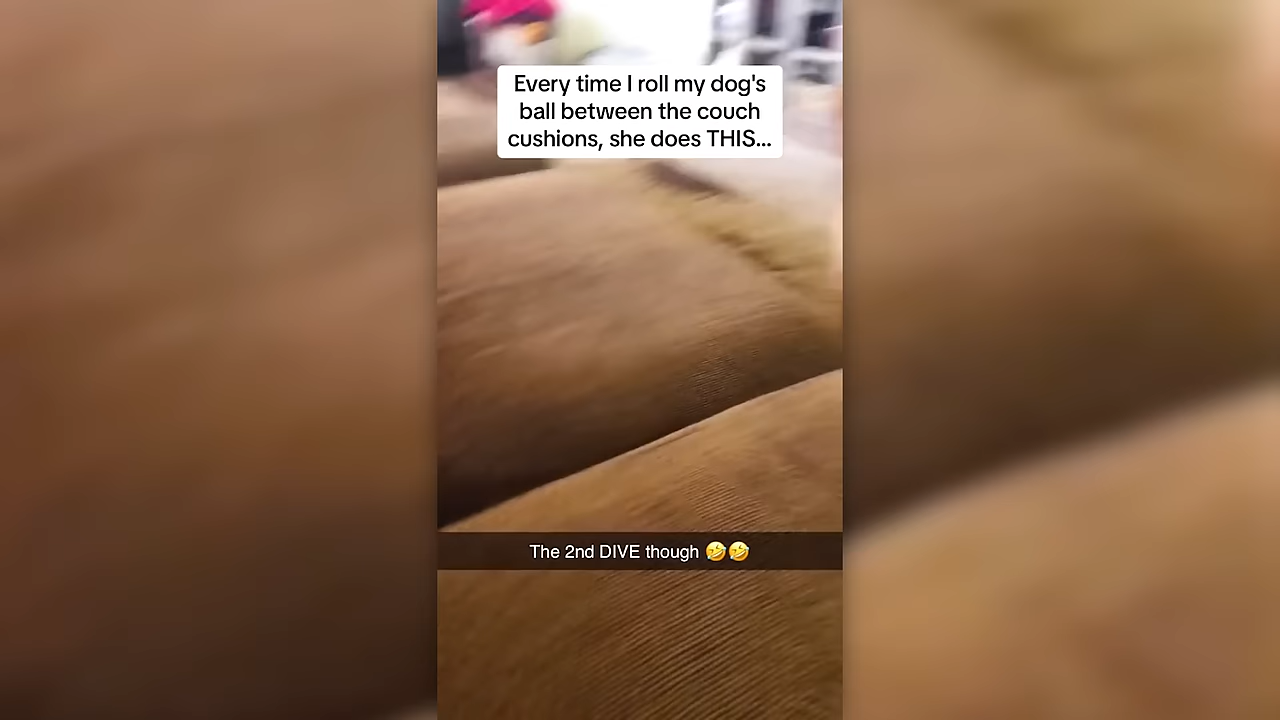 Every time I roll my dog's
ball between the couch
cushions, she does THIS...
The 2nd DIVE though 🤣🤣